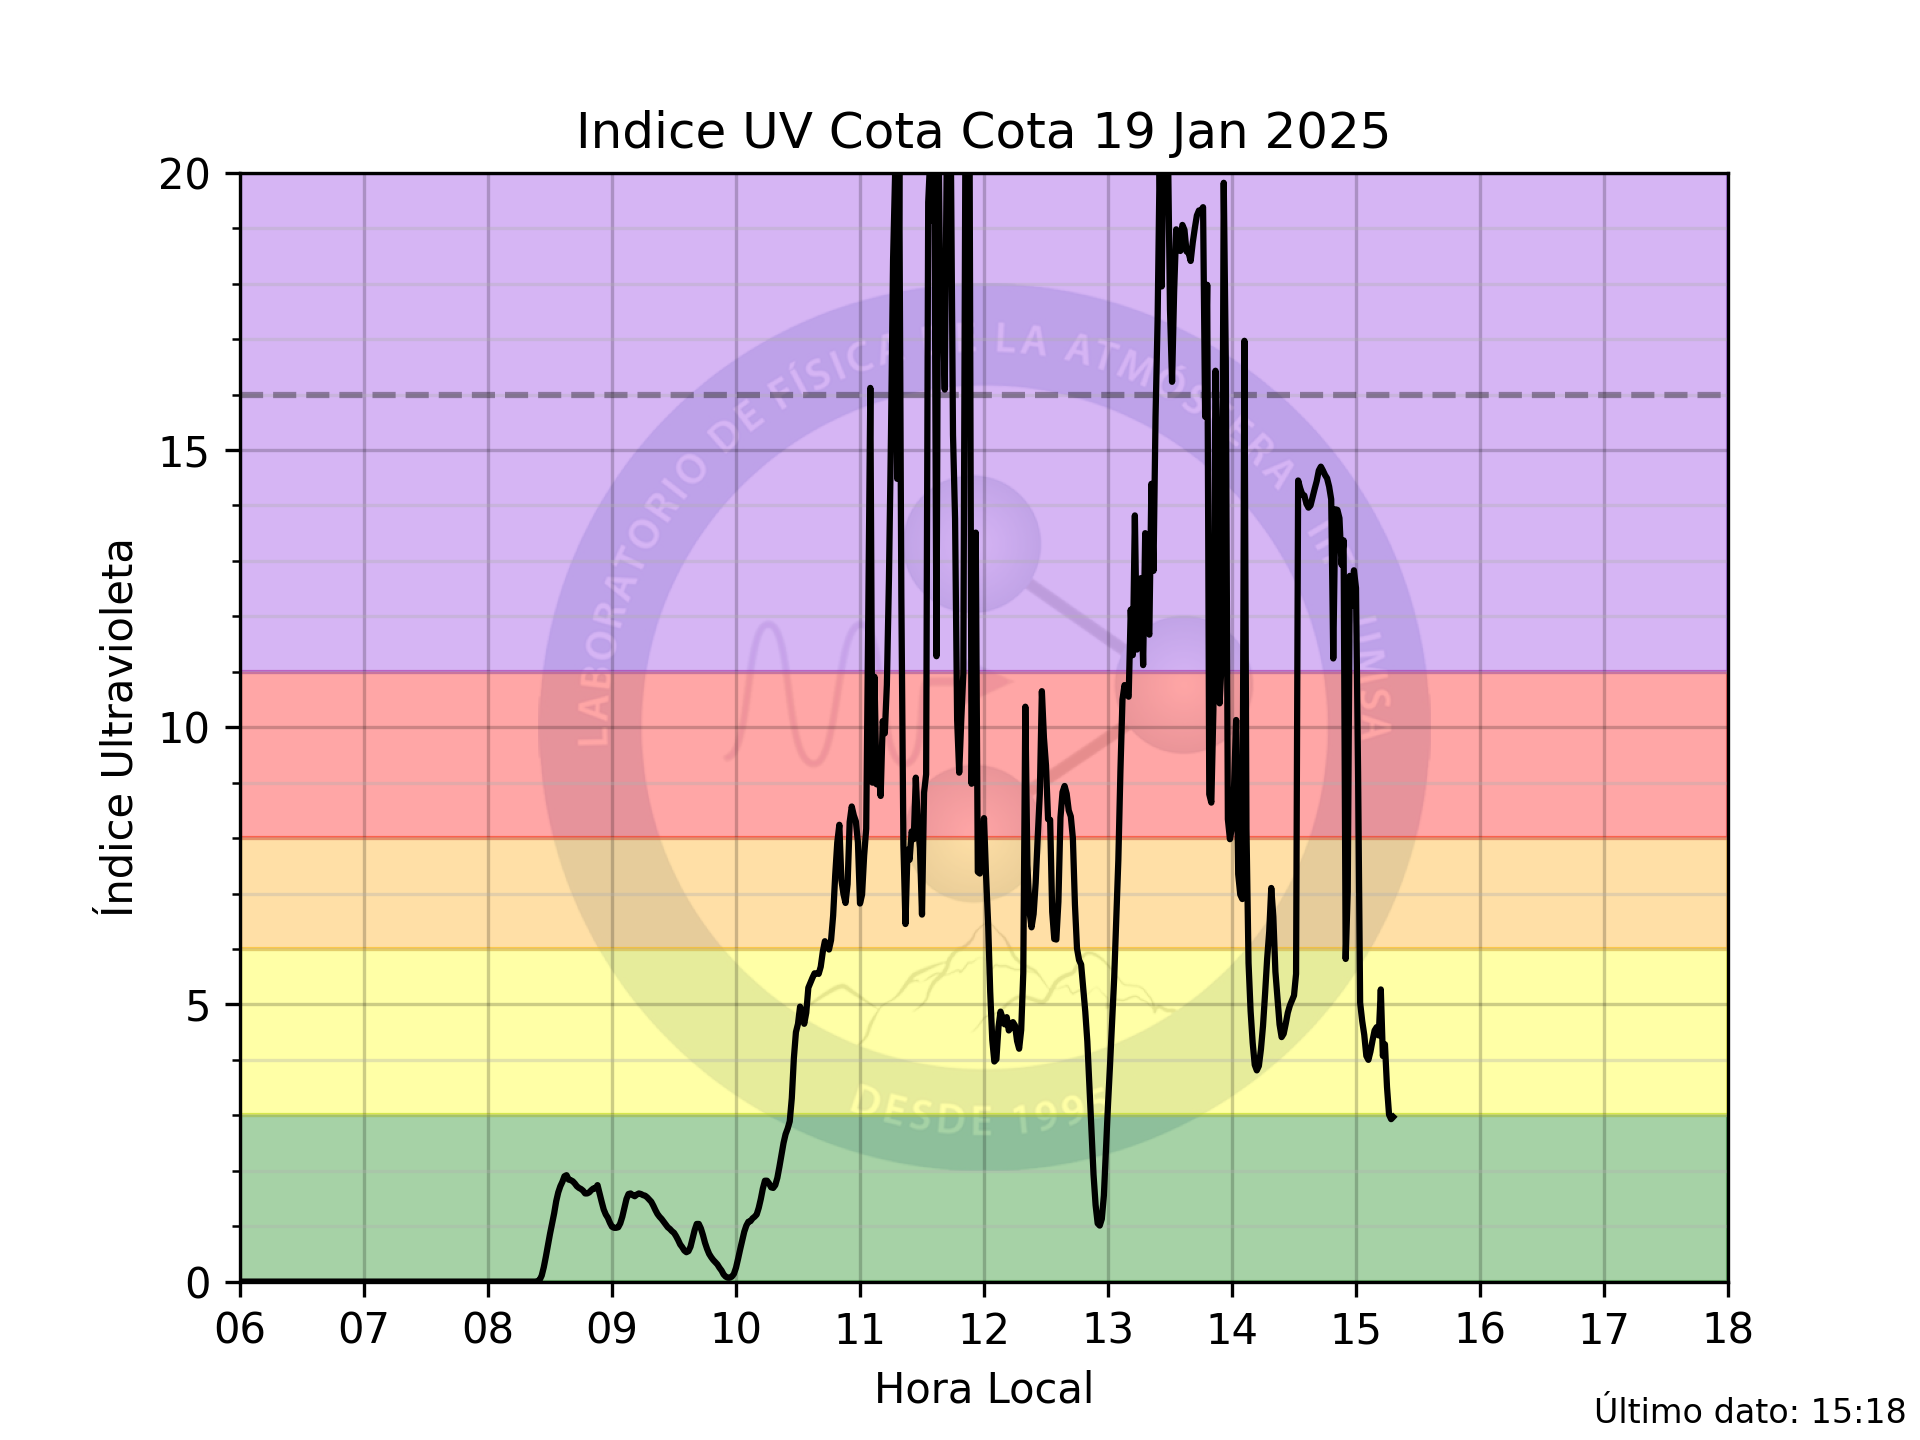 Indice UV Cota Cota 19 Jan 2025
20
15
10
5
0
Índice Ultravioleta
LABORATORIO DE FÍSICA LA ATMÓSFERA UMSA
DESDE 1995
06 07 08 09 10 11 12 13 14 15 16 17 18
Hora Local
Último dato: 15:18